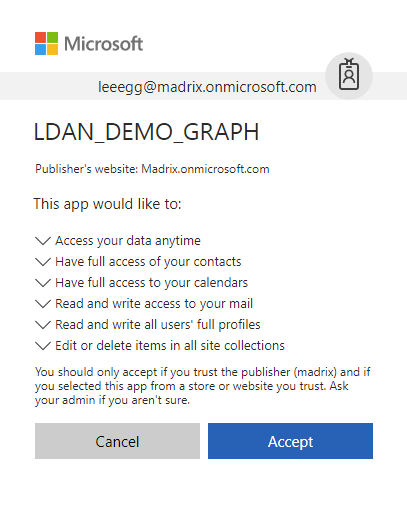 Microsoft
leeegg@madrix.onmicrosoft.com
LDAN_DEMO_GRAPH
Publisher's website: Madrix.onmicrosoft.com
This app would like to:
Access your data anytime
Have full access of your contacts
Have full access to your calendars
Read and write access to your mail
Read and write all users' full profiles
Edit or delete items in all site collections
You should only accept if you trust the publisher (madrix) and if
you selected this app from a store or website you trust. Ask
your admin if you aren't sure.
Cancel Accept